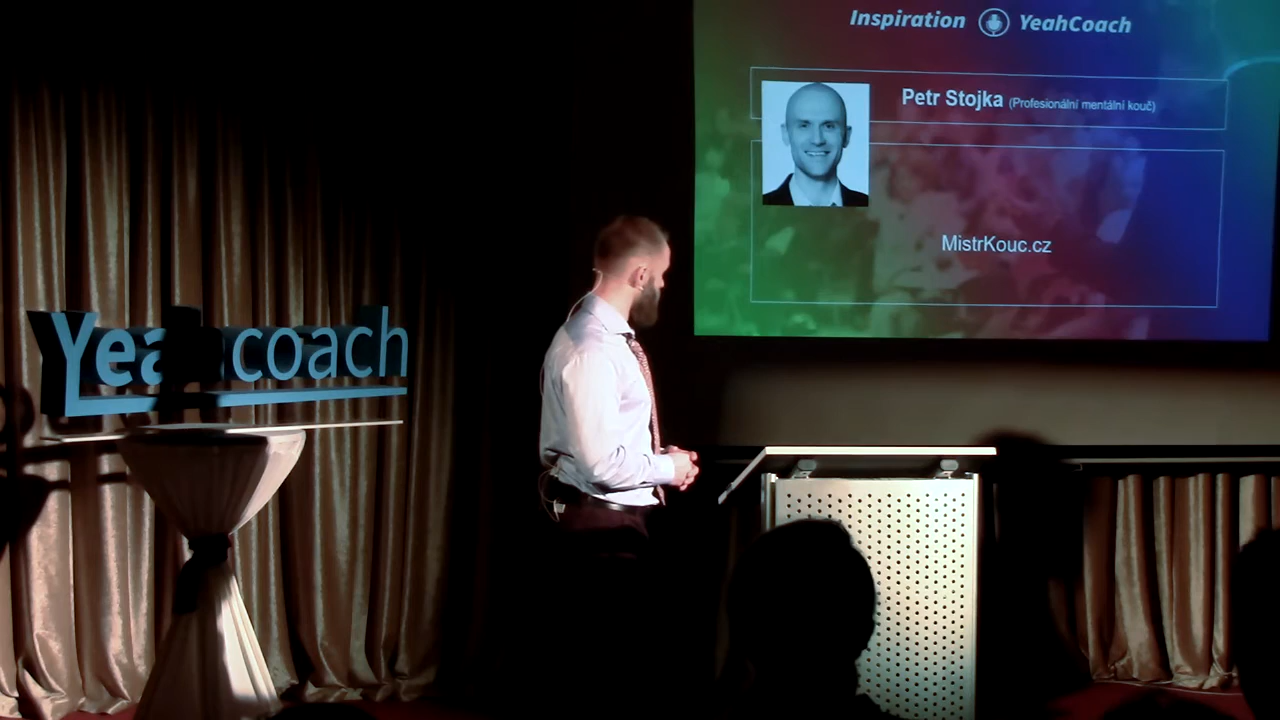 Inspiration YeahCoach
Petr Stojka (Profesionální mentální kouč)
MistrKouc.cz
Yeahcoach